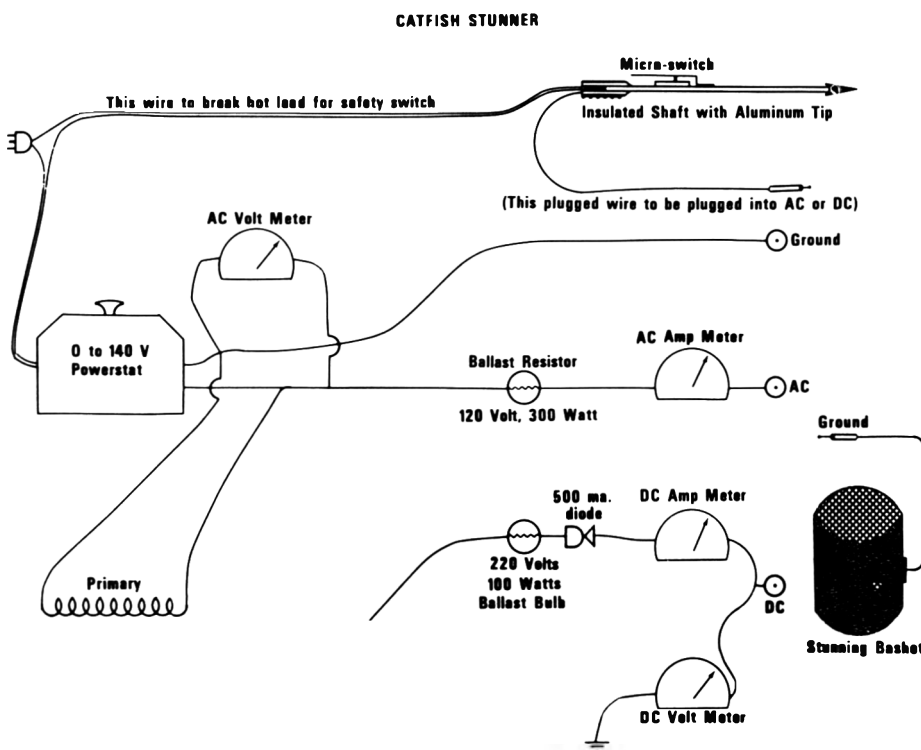 CATFISH STUNNER
Micro-switch
This wire to break hot lead for safety switch
Insulated Shaft with Aluminum Tip
(This plugged wire to be plugged into AC or DC)
AC Volt Meter
Ground
0 to 140 V
Powerstat
AC Amp Meter
Ballast Resistor
AC
120 Volt, 300 Watt
Ground
500 ma.
diode
DC Amp Meter
220 Volts
100 Watts
Ballast Bulb
Primary
DC
Stunning Basket
DC Volt Meter